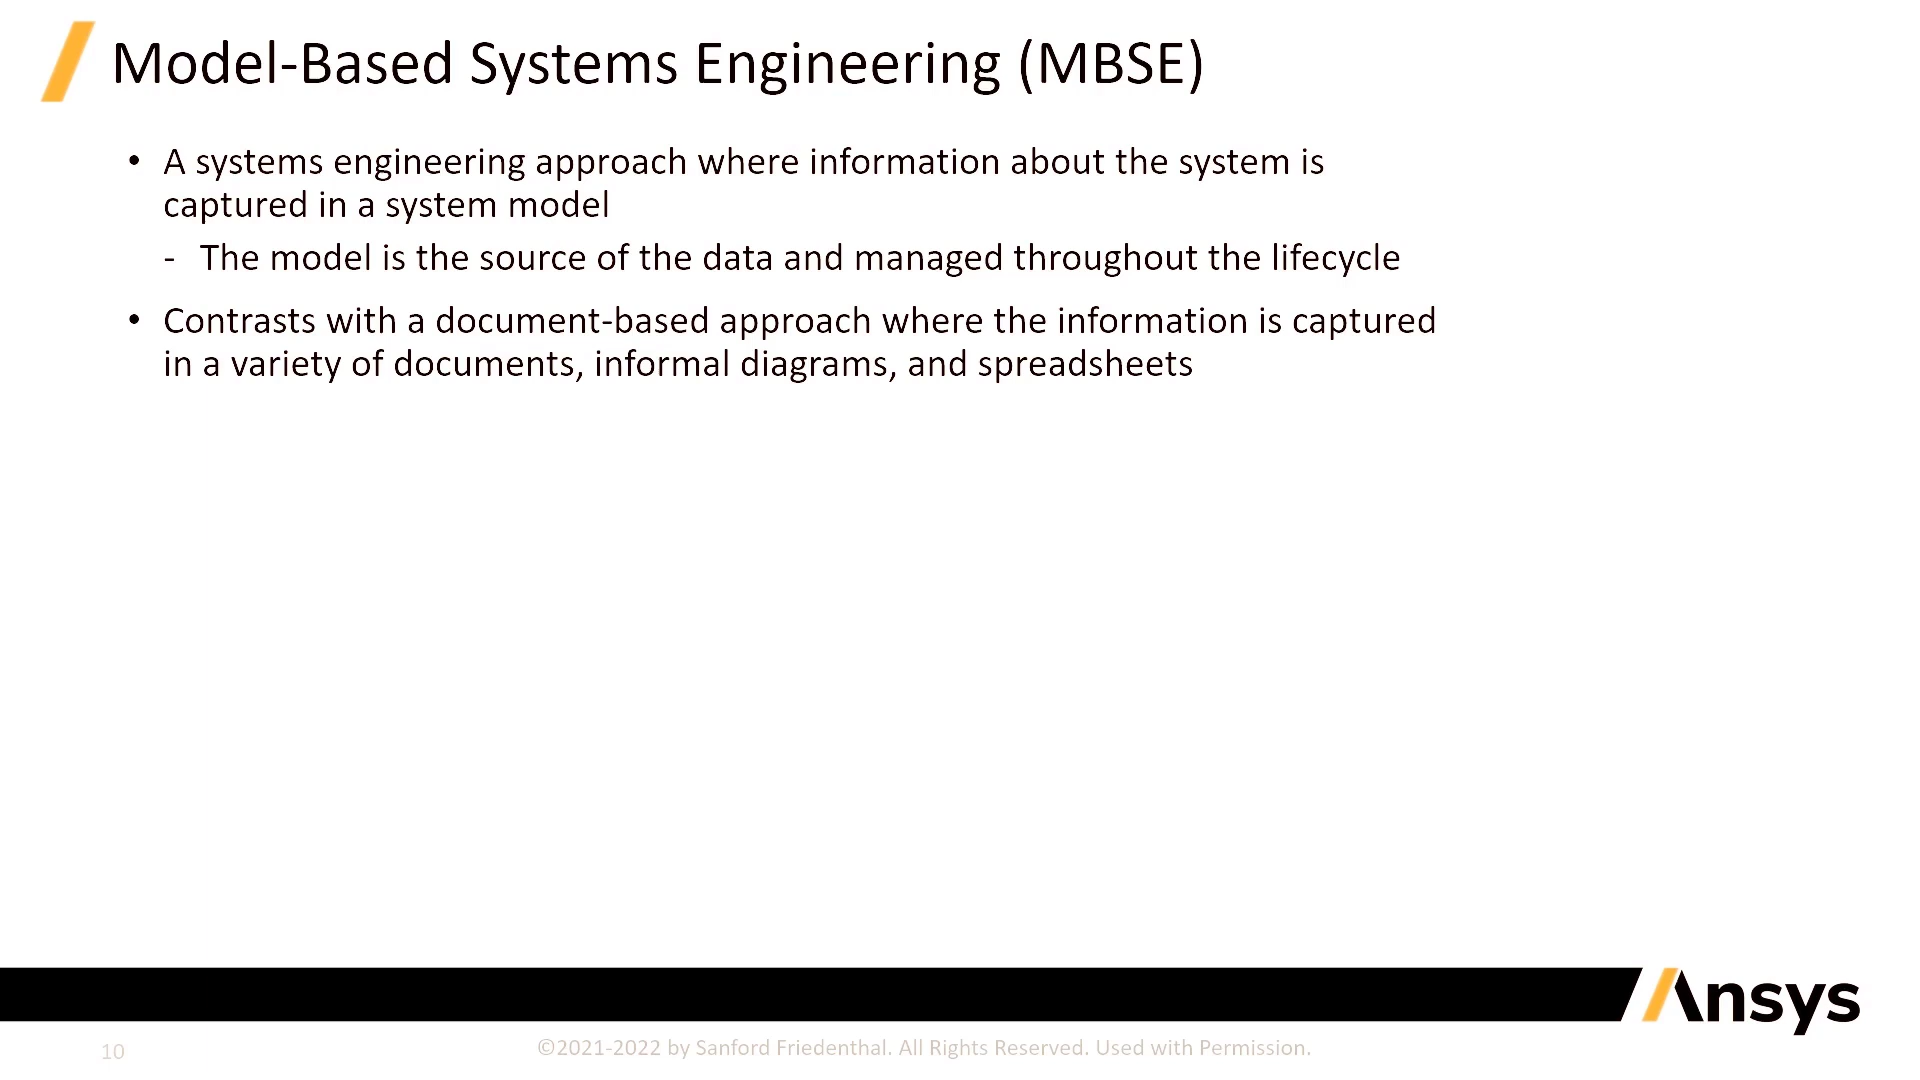 Model-Based Systems Engineering (MBSE)
• A systems engineering approach where information about the system is
captured in a system model
- The model is the source of the data and managed throughout the lifecycle
• Contrasts with a document-based approach where the information is captured
in a variety of documents, informal diagrams, and spreadsheets
Ansys
10
©2021-2022 by Sanford Friedenthal. All Rights Reserved. Used with Permission.